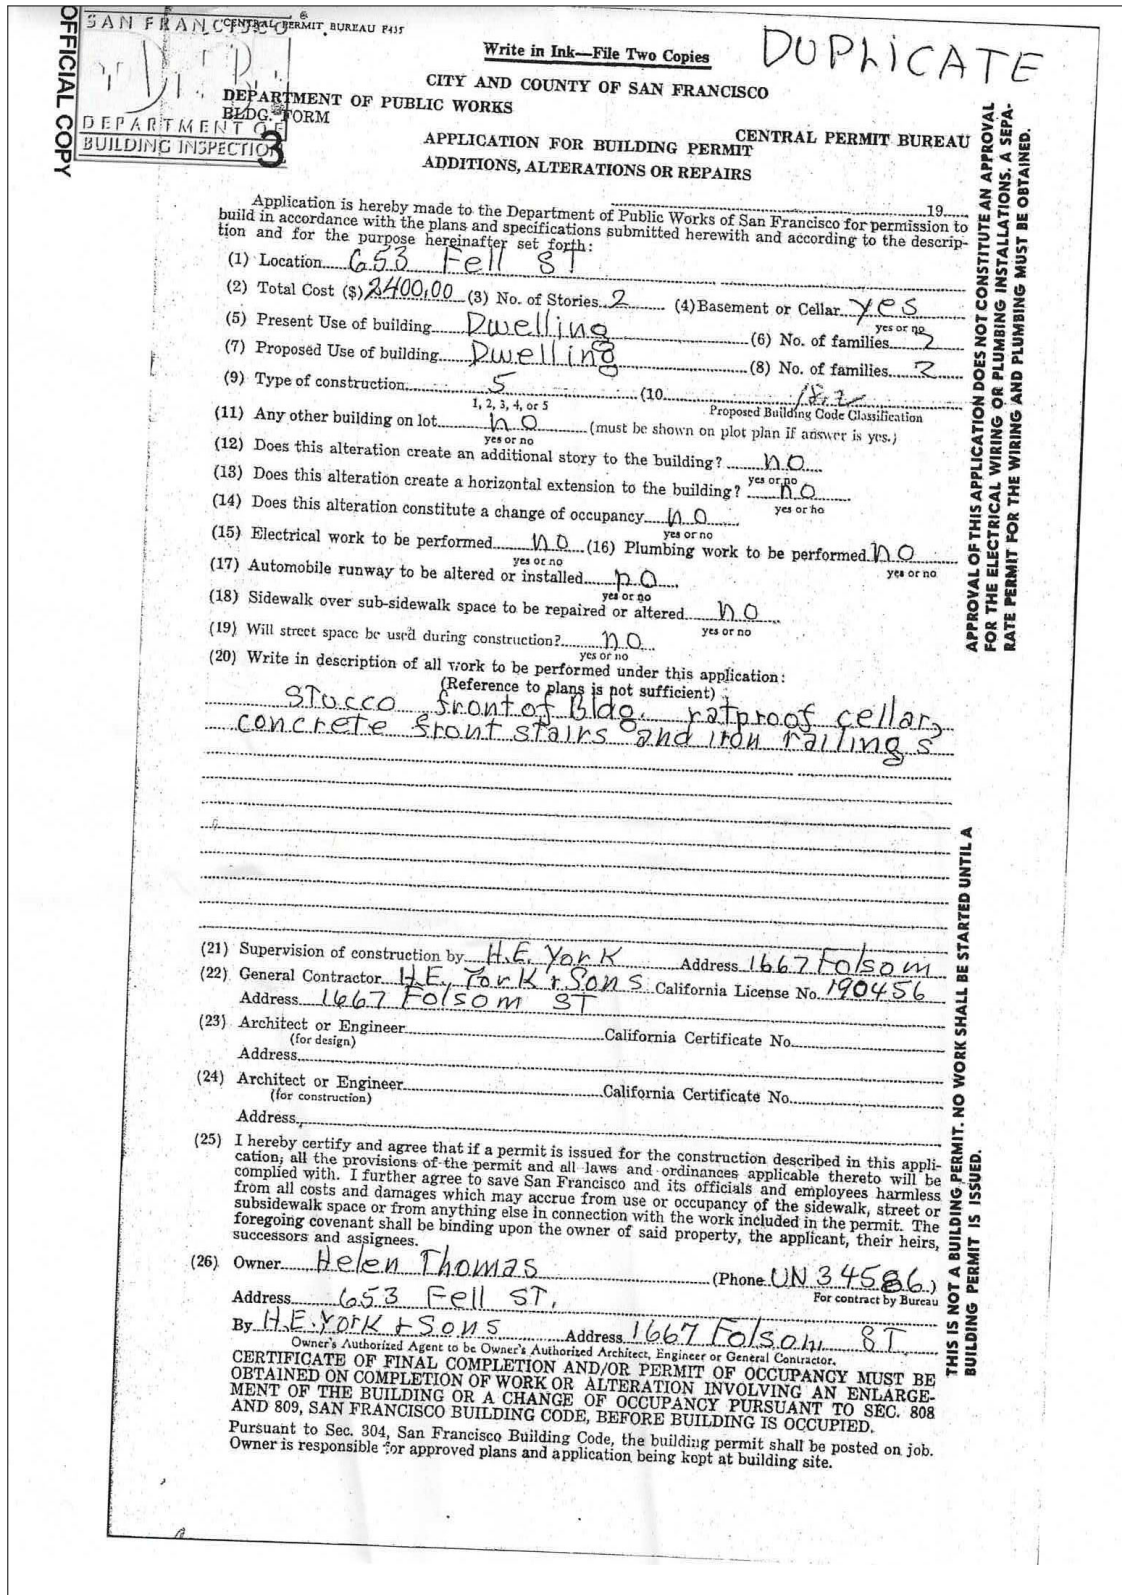 OFFICIAL COPY
SAN FRANCISCO
DEPARTMENT OF
BUILDING INSPECTION
CENTRAL PERMIT BUREAU F435
Write in Ink—File Two Copies
DUPLICATE
CITY AND COUNTY OF SAN FRANCISCO
DEPARTMENT OF PUBLIC WORKS
BLDG. FORM
3
CENTRAL PERMIT BUREAU
APPLICATION FOR BUILDING PERMIT
ADDITIONS, ALTERATIONS OR REPAIRS
19
Application is hereby made to the Department of Public Works of San Francisco for permission to
build in accordance with the plans and specifications submitted herewith and according to the descrip-
tion and for the purpose hereinafter set forth:
(1) Location 653 Fell ST
(2) Total Cost ($) 2400,00 (3) No. of Stories 2 (4) Basement or Cellar yes
yes or no
(5) Present Use of building Dwelling (6) No. of families 2
(7) Proposed Use of building Dwelling (8) No. of families 2
(9) Type of construction 5 (10
1, 2, 3, 4, or 5 Proposed Building Code Classification
(11) Any other building on lot no (must be shown on plot plan if answer is yes.)
yes or no
(12) Does this alteration create an additional story to the building? no
yes or no
(13) Does this alteration create a horizontal extension to the building? no
yes or no
(14) Does this alteration constitute a change of occupancy no
yes or no
(15) Electrical work to be performed no (16) Plumbing work to be performed no
yes or no yes or no
(17) Automobile runway to be altered or installed no
yes or no
(18) Sidewalk over sub-sidewalk space to be repaired or altered no
yes or no
(19) Will street space be used during construction? no
yes or no
(20) Write in description of all work to be performed under this application:
(Reference to plans is not sufficient)
STUCCO front of Bldg, ratproof cellar,
concrete front stairs and iron railings
(21) Supervision of construction by H.E. York Address 1667 Folsom
(22) General Contractor H.E. York + Sons California License No. 190456
Address 1667 Folsom ST
(23) Architect or Engineer California Certificate No.
(for design)
Address
(24) Architect or Engineer California Certificate No.
(for construction)
Address
(25) I hereby certify and agree that if a permit is issued for the construction described in this appli-
cation, all the provisions of the permit and all laws and ordinances applicable thereto will be
complied with. I further agree to save San Francisco and its officials and employees harmless
from all costs and damages which may accrue from use or occupancy of the sidewalk, street or
subsidewalk space or from anything else in connection with the work included in the permit. The
foregoing covenant shall be binding upon the owner of said property, the applicant, their heirs,
successors and assignees.
(26) Owner Helen Thomas (Phone UN 34586)
For contract by Bureau
Address 653 Fell ST,
By H.E. York + Sons Address 1667 Folsom ST
Owner's Authorized Agent to be Owner's Authorized Architect, Engineer or General Contractor.
CERTIFICATE OF FINAL COMPLETION AND/OR PERMIT OF OCCUPANCY MUST BE
OBTAINED ON COMPLETION OF WORK OR ALTERATION INVOLVING AN ENLARGE-
MENT OF THE BUILDING OR A CHANGE OF OCCUPANCY PURSUANT TO SEC. 808
AND 809, SAN FRANCISCO BUILDING CODE, BEFORE BUILDING IS OCCUPIED.
Pursuant to Sec. 304, San Francisco Building Code, the building permit shall be posted on job.
Owner is responsible for approved plans and application being kept at building site.
APPROVAL OF THIS APPLICATION DOES NOT CONSTITUTE AN APPROVAL
FOR THE ELECTRICAL WIRING OR PLUMBING INSTALLATIONS. A SEPA-
RATE PERMIT FOR THE WIRING AND PLUMBING MUST BE OBTAINED.
THIS IS NOT A BUILDING PERMIT. NO WORK SHALL BE STARTED UNTIL A
BUILDING PERMIT IS ISSUED.